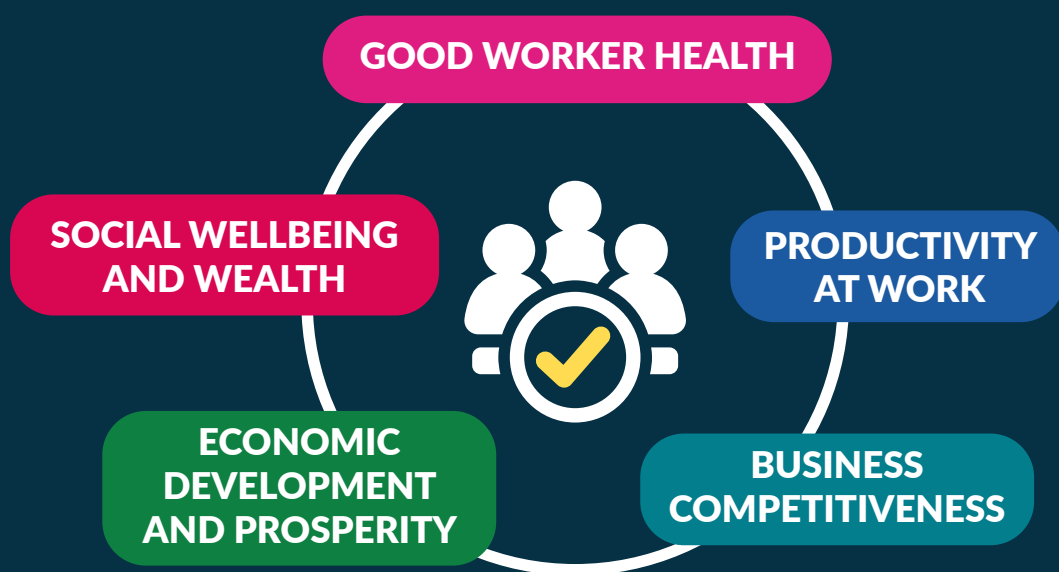 GOOD WORKER HEALTH
SOCIAL WELLBEING
AND WEALTH
PRODUCTIVITY
AT WORK
ECONOMIC
DEVELOPMENT
AND PROSPERITY
BUSINESS
COMPETITIVENESS